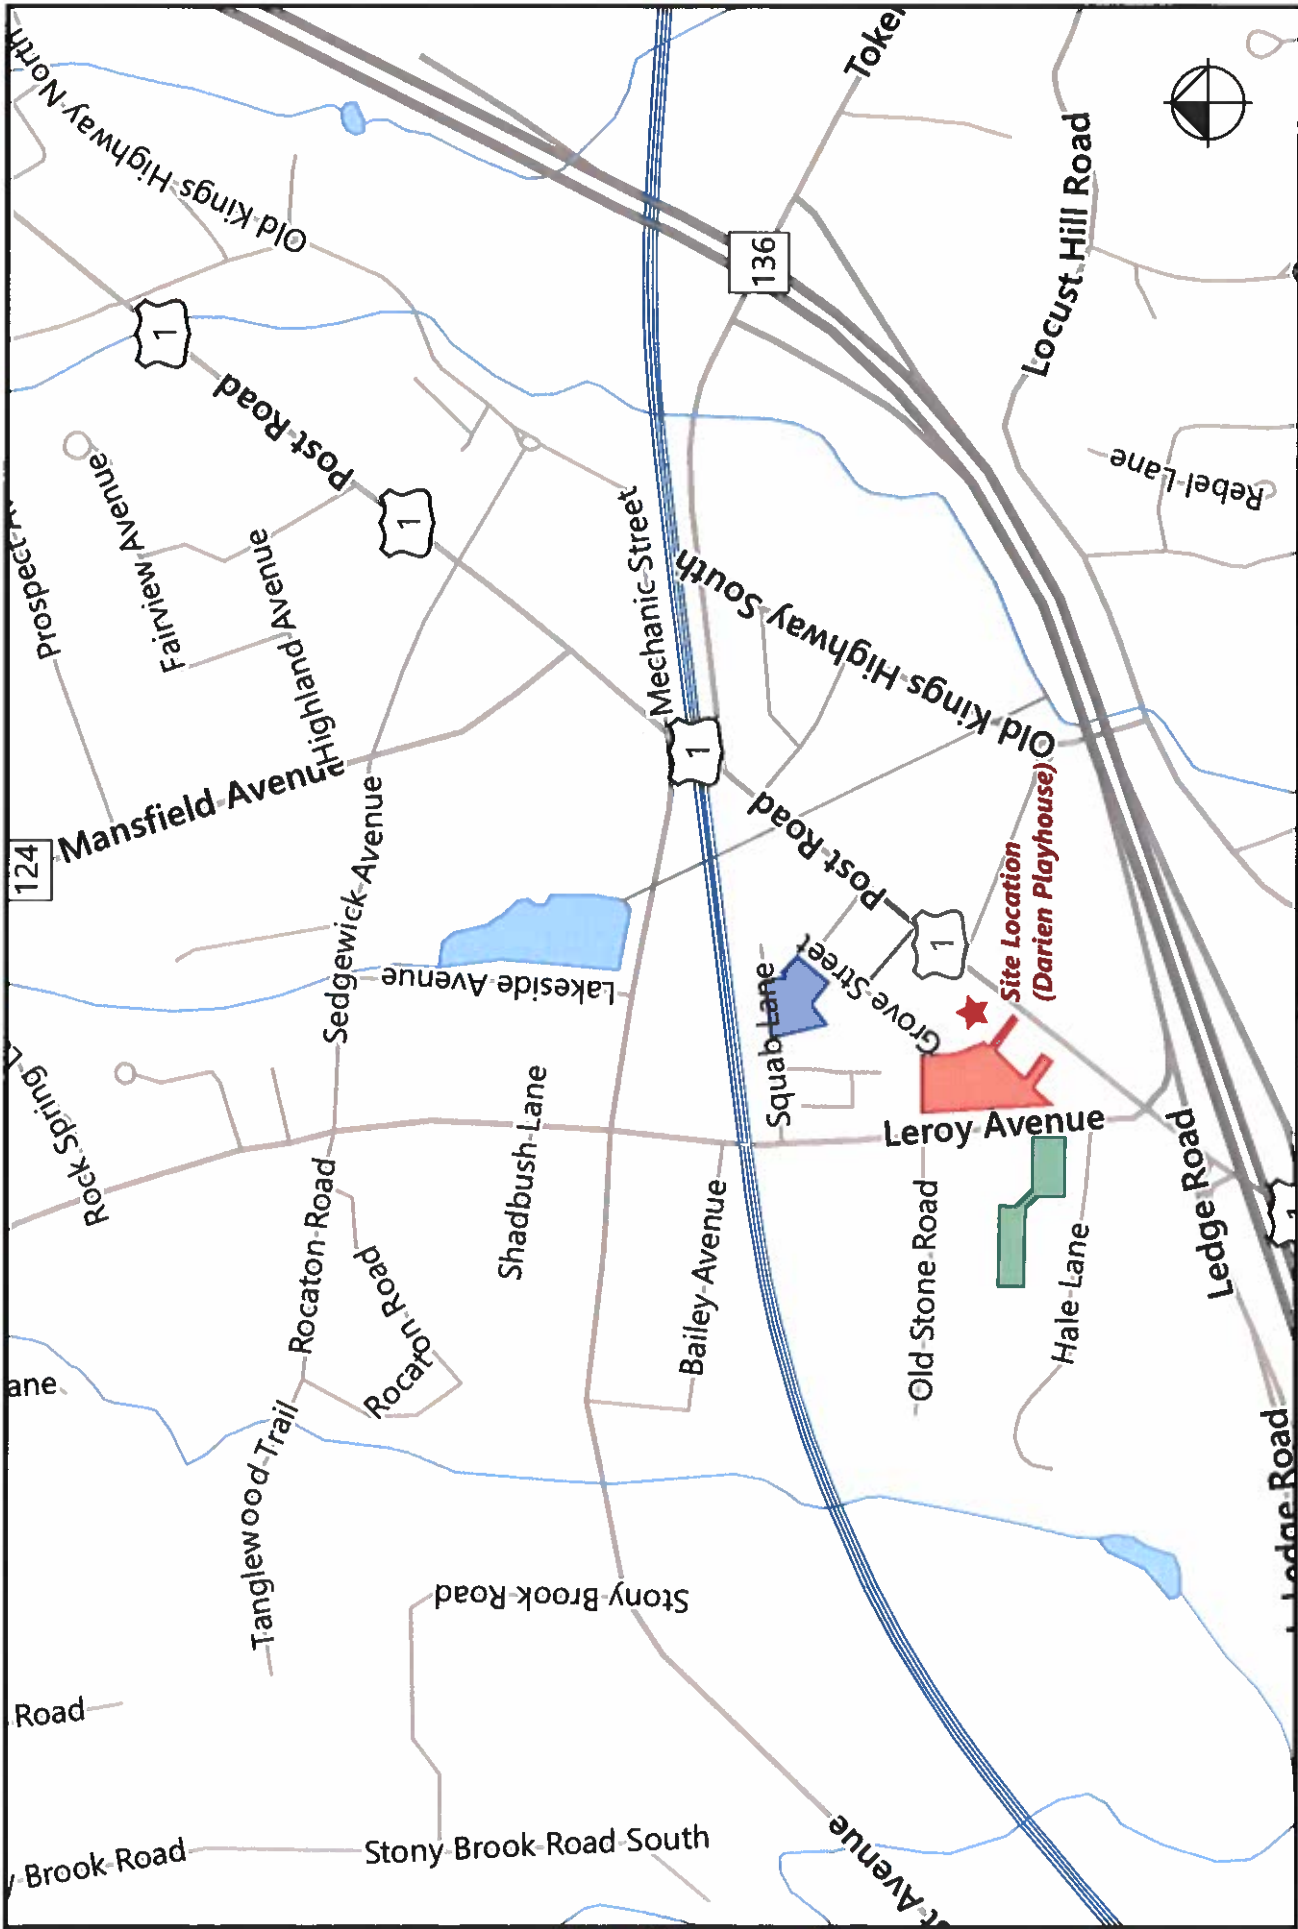 Old Kings Highway North
1
Post Road
1
Prospect
Fairview Avenue
Highland Avenue
124
Mansfield Avenue
Sedgewick Avenue
Lakeside Avenue
Mechanic Street
136
Locust Hill Road
Rebel Lane
Old Kings Highway South
1
Post Road
1
Squab Lane
Grove Street
Site Location
(Darien Playhouse)
Leroy Avenue
Rock Spring
Rocaton Road
Rocaton Road
Shadbush Lane
Bailey Avenue
Old Stone Road
Hale Lane
Ledge Road
1
Ledge Road
ane
Tanglewood Trail
Stony Brook Road
Road
Brook Road
Stony Brook Road South
Avenue